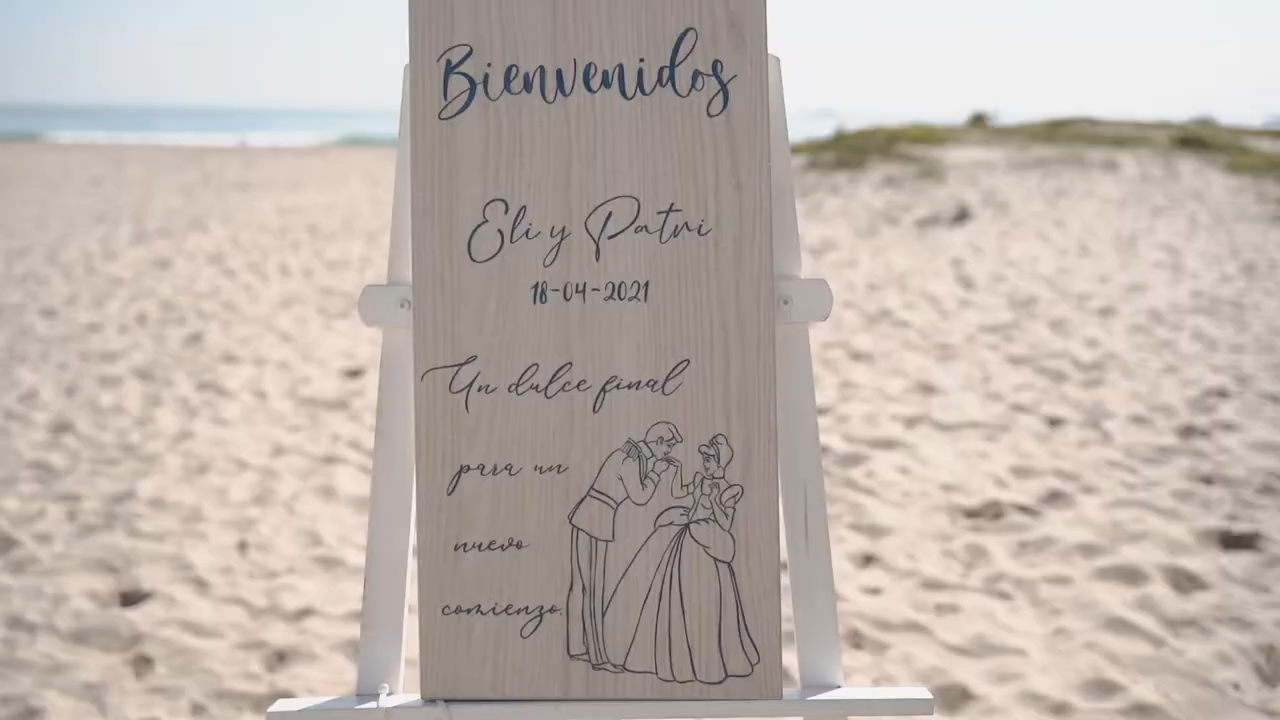 Bienvenidos
Eli y Patri
18-04-2021
Un dulce final
para un
nuevo
comienzo.